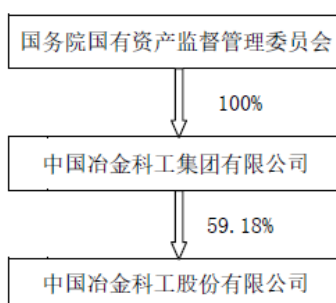 国务院国有资产监督管理委员会
100%
中国冶金科工集团有限公司
59.18%
中国冶金科工股份有限公司